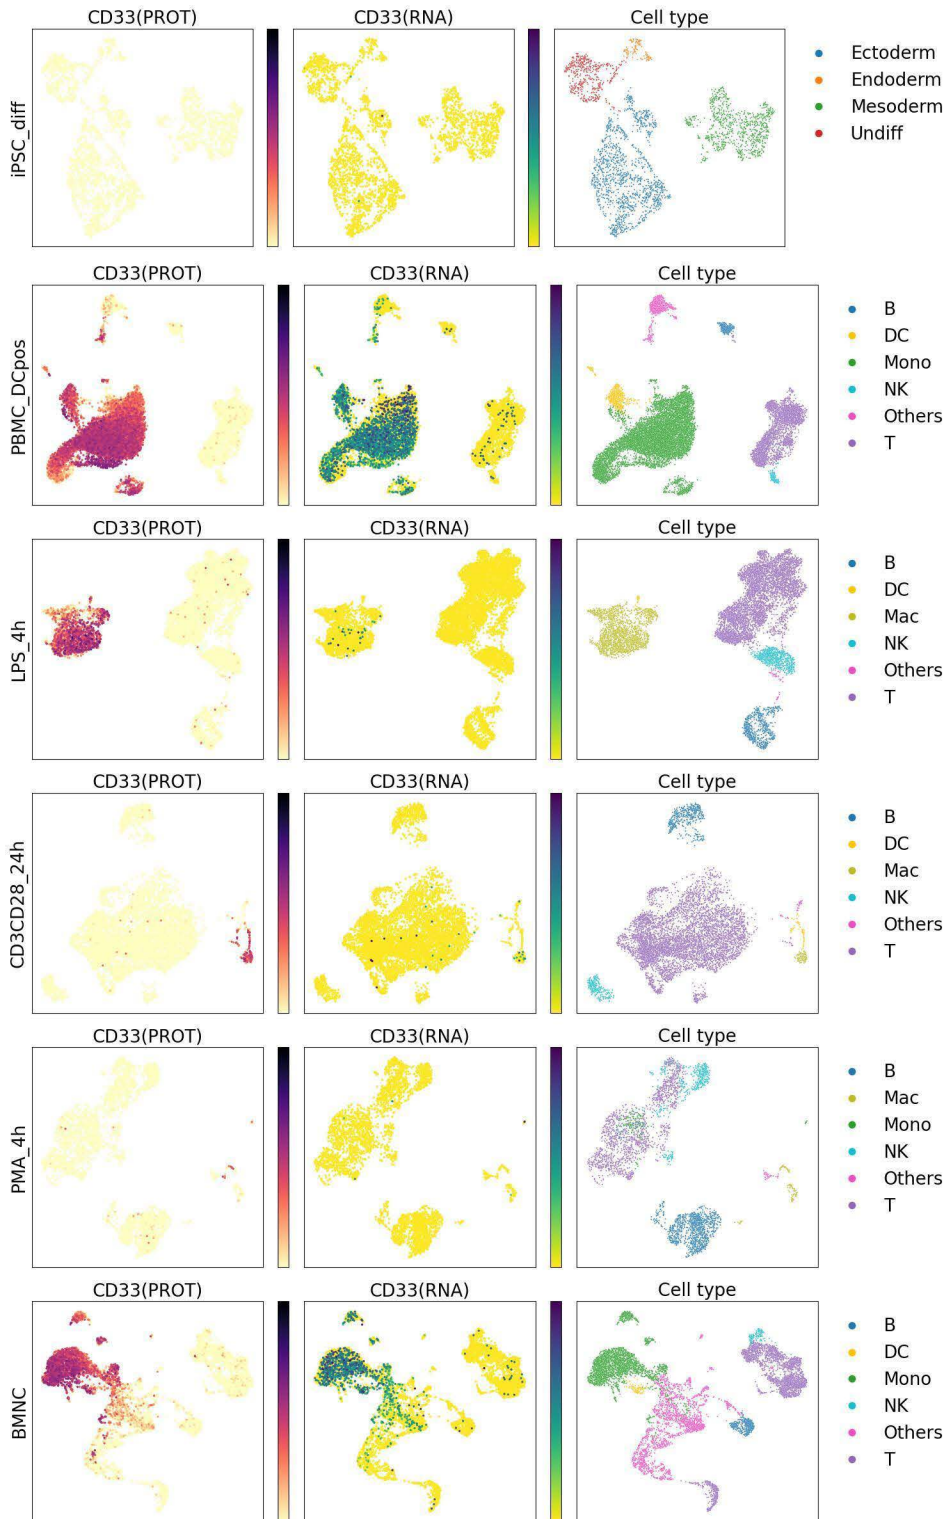 CD33(PROT) CD33(RNA) Cell type
iPSC_diff
Ectoderm
Endoderm
Mesoderm
Undiff
CD33(PROT) CD33(RNA) Cell type
PBMC_DCpos
B
DC
Mono
NK
Others
T
CD33(PROT) CD33(RNA) Cell type
LPS_4h
B
DC
Mac
NK
Others
T
CD33(PROT) CD33(RNA) Cell type
CD3CD28_24h
B
DC
Mac
NK
Others
T
CD33(PROT) CD33(RNA) Cell type
PMA_4h
B
Mac
Mono
NK
Others
T
CD33(PROT) CD33(RNA) Cell type
BMNC
B
DC
Mono
NK
Others
T